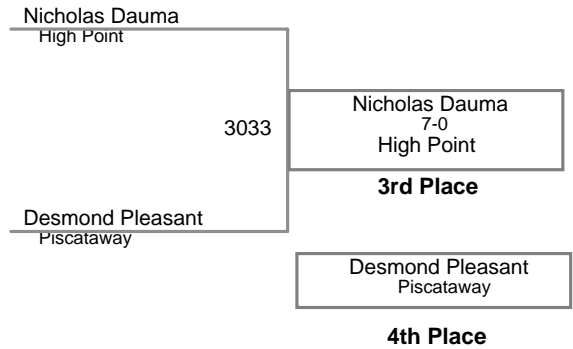 Nicholas Dauma
High Point
3033
Nicholas Dauma
7-0
High Point
3rd Place
Desmond Pleasant
Piscataway
Desmond Pleasant
Piscataway
4th Place